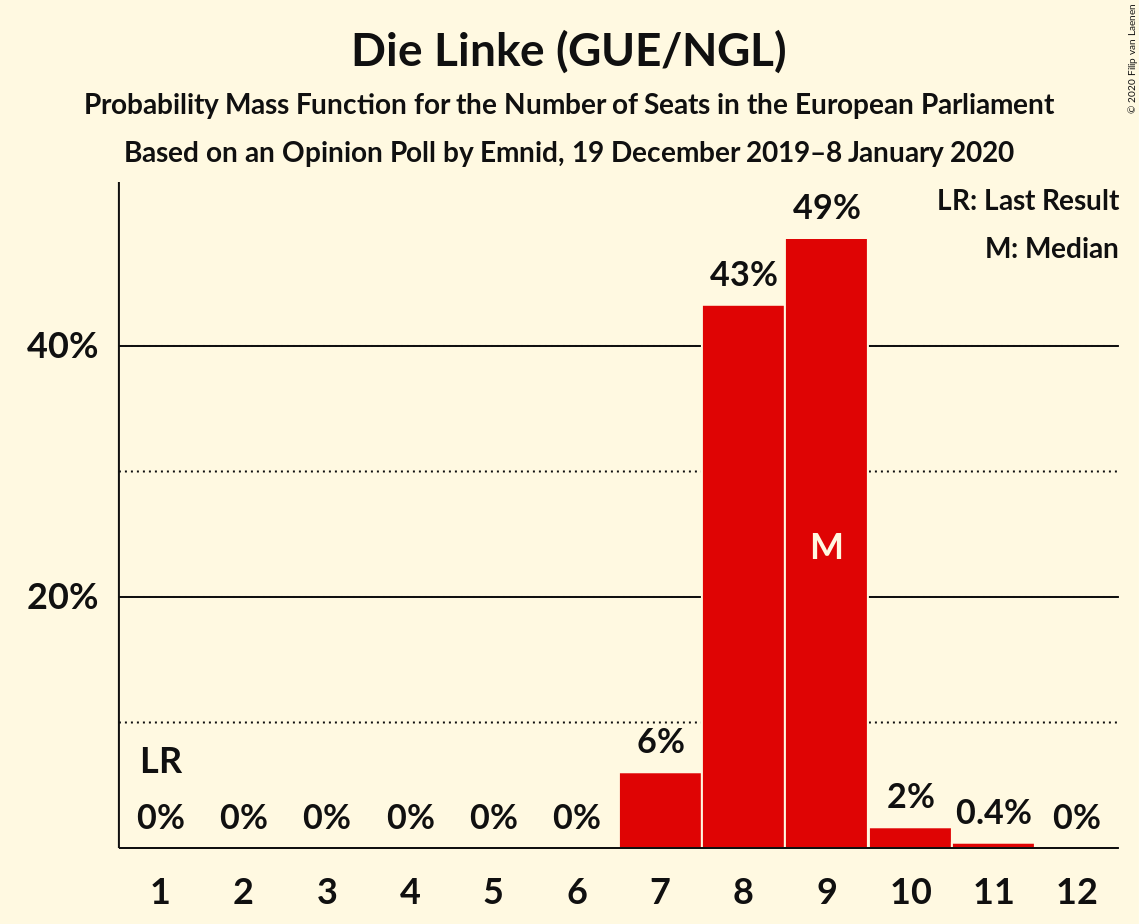 Die Linke (GUE/NGL)
Probability Mass Function for the Number of Seats in the European Parliament
Based on an Opinion Poll by Emnid, 19 December 2019–8 January 2020
© 2020 Filip van Laenen
LR: Last Result
M: Median
40%
20%
LR
0%
0%
0%
0%
0%
0%
6%
43%
49%
M
2%
0.4%
0%
1 2 3 4 5 6 7 8 9 10 11 12